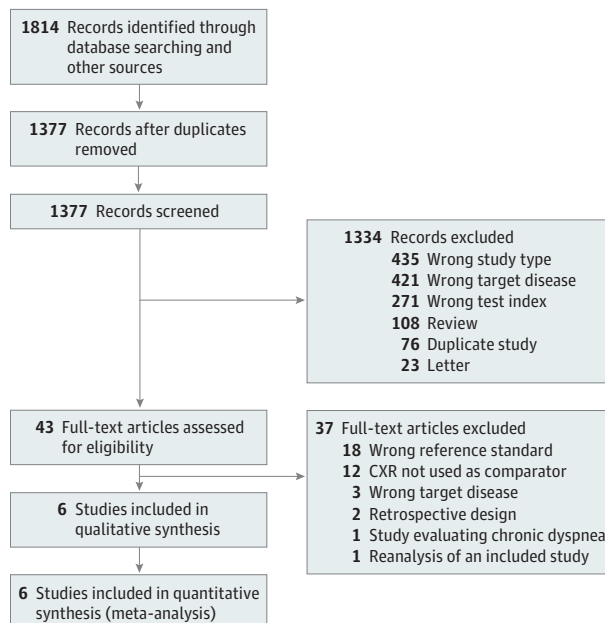 1814 Records identified through
database searching and
other sources
1377 Records after duplicates
removed
1377 Records screened
1334 Records excluded
435 Wrong study type
421 Wrong target disease
271 Wrong test index
108 Review
76 Duplicate study
23 Letter
43 Full-text articles assessed
for eligibility
37 Full-text articles excluded
18 Wrong reference standard
12 CXR not used as comparator
3 Wrong target disease
2 Retrospective design
1 Study evaluating chronic dyspnea
1 Reanalysis of an included study
6 Studies included in
qualitative synthesis
6 Studies included in quantitative
synthesis (meta-analysis)